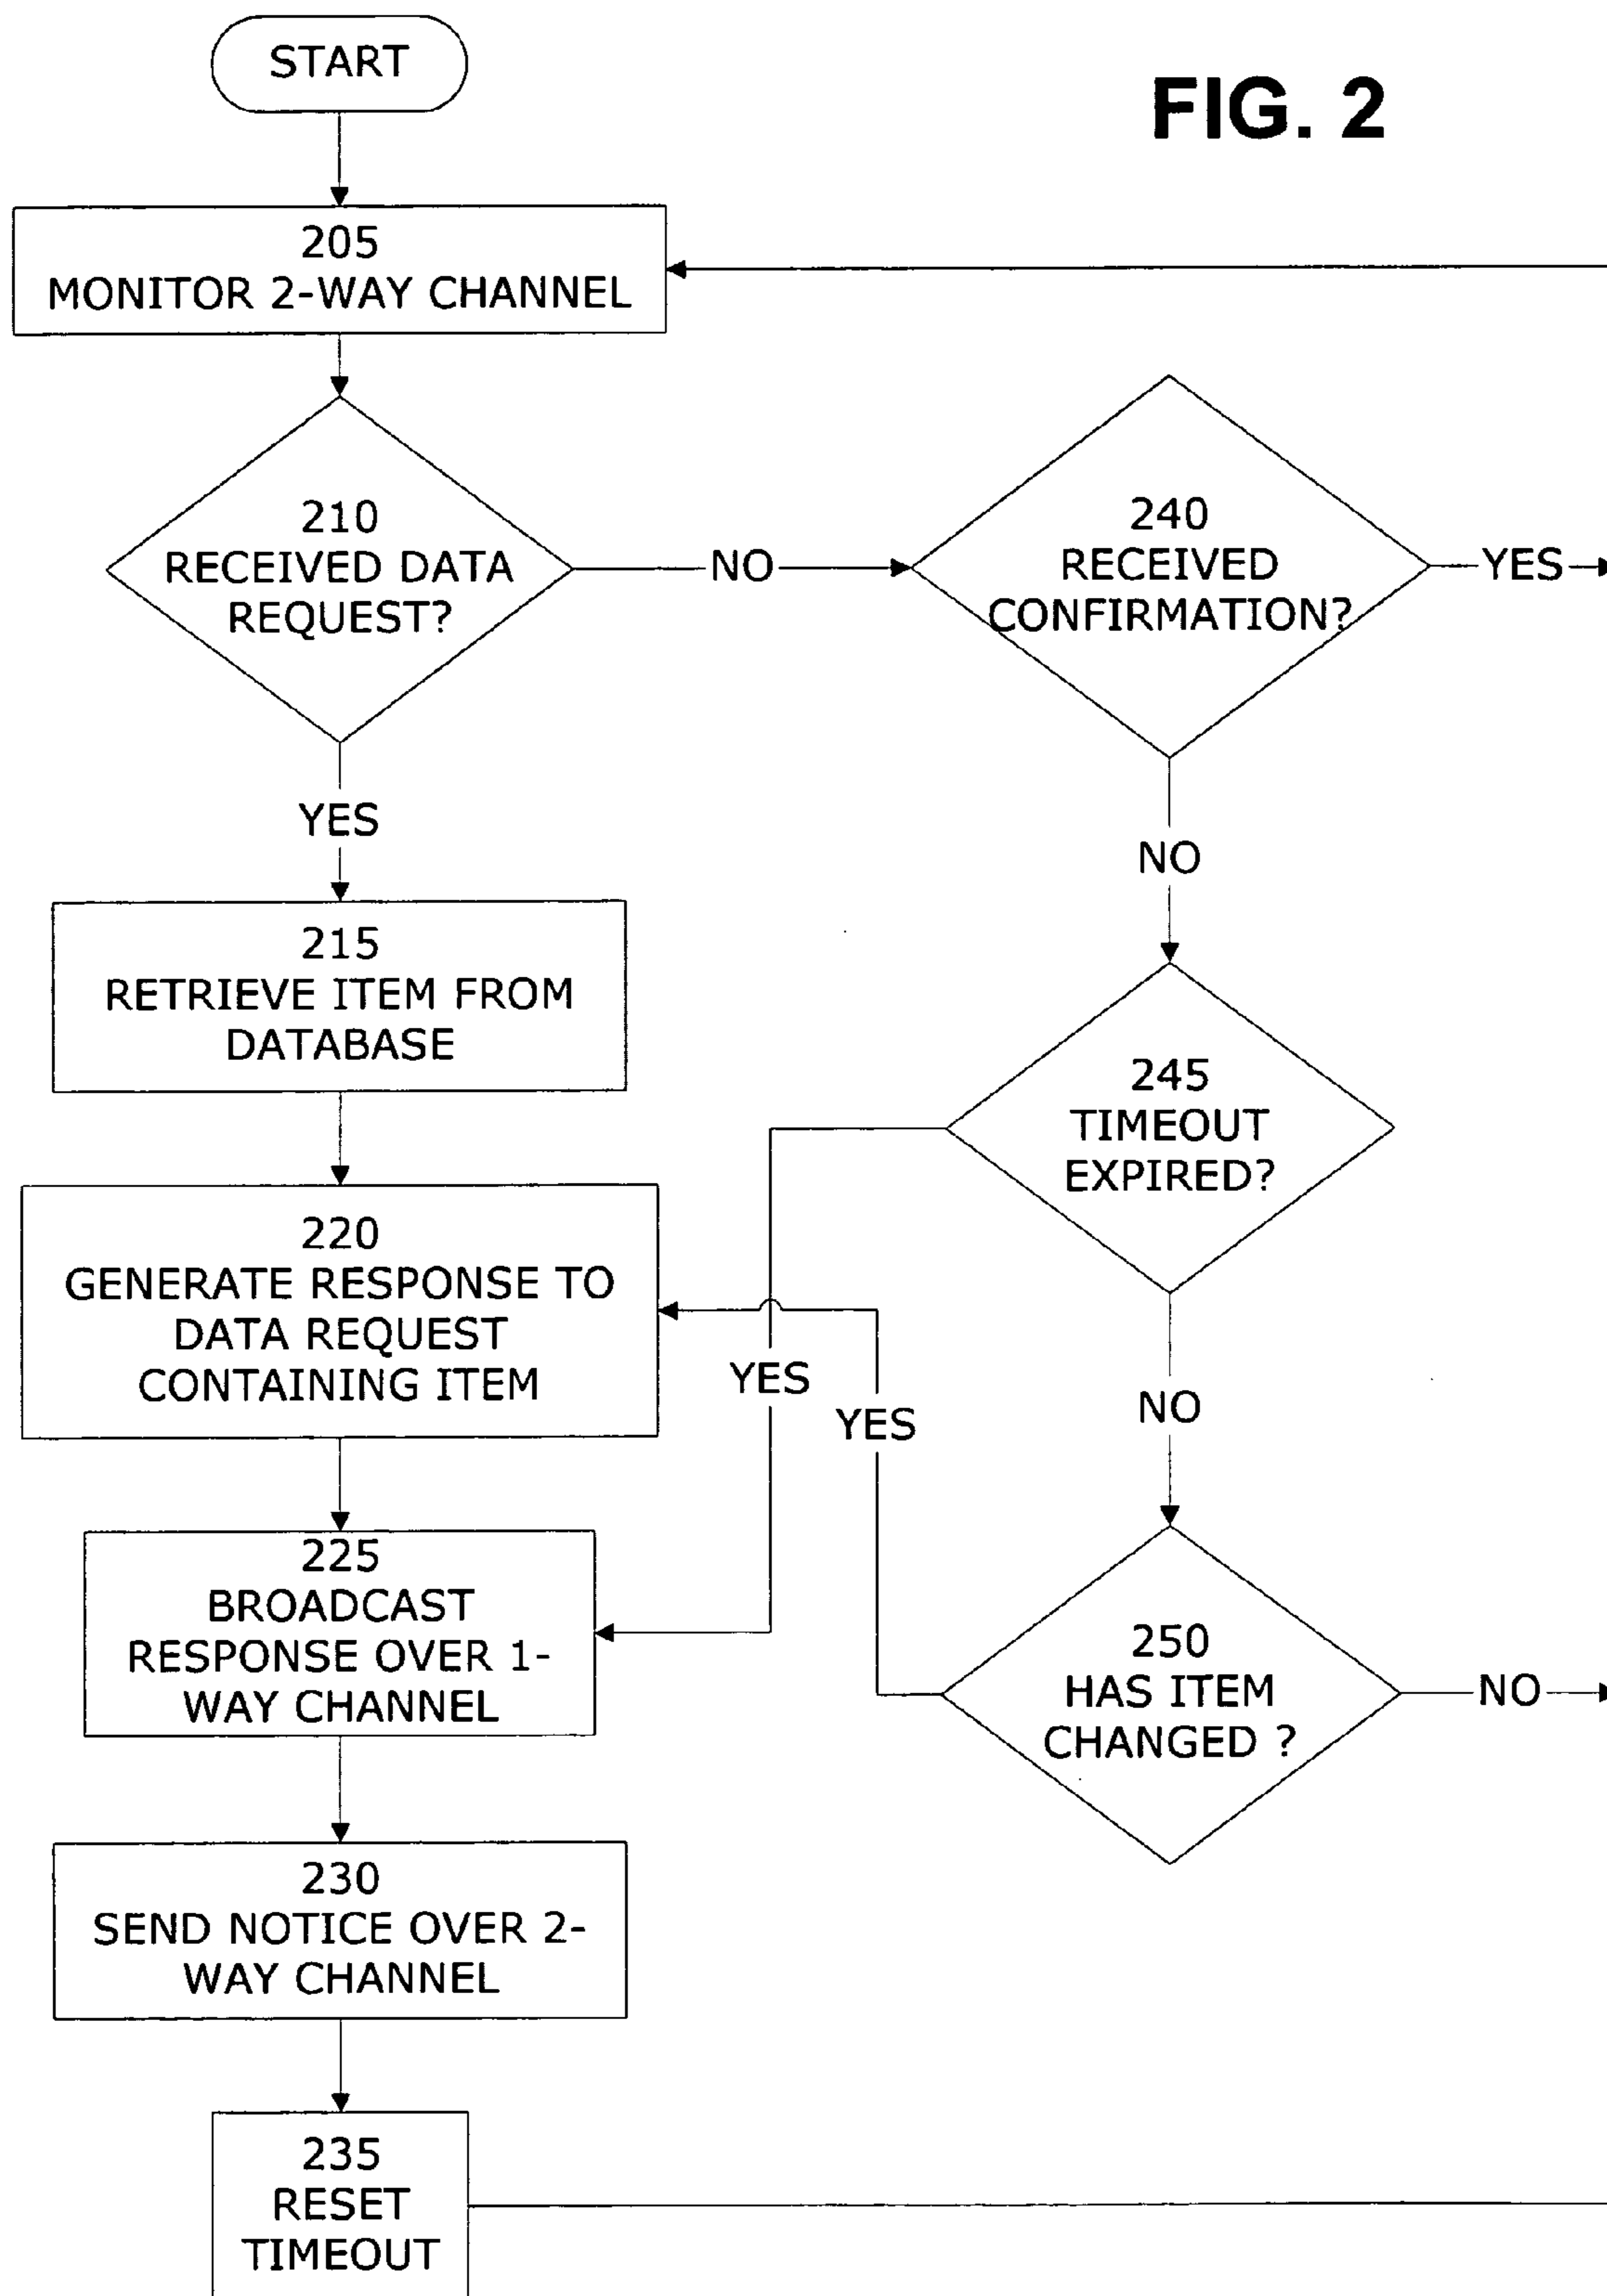 START
FIG. 2
205
MONITOR 2-WAY CHANNEL
210
RECEIVED DATA
REQUEST?
NO
240
RECEIVED
CONFIRMATION?
YES
YES
NO
215
RETRIEVE ITEM FROM
DATABASE
245
TIMEOUT
EXPIRED?
220
GENERATE RESPONSE TO
DATA REQUEST
CONTAINING ITEM
YES
YES
NO
225
BROADCAST
RESPONSE OVER 1-
WAY CHANNEL
250
HAS ITEM
CHANGED ?
NO
230
SEND NOTICE OVER 2-
WAY CHANNEL
235
RESET
TIMEOUT